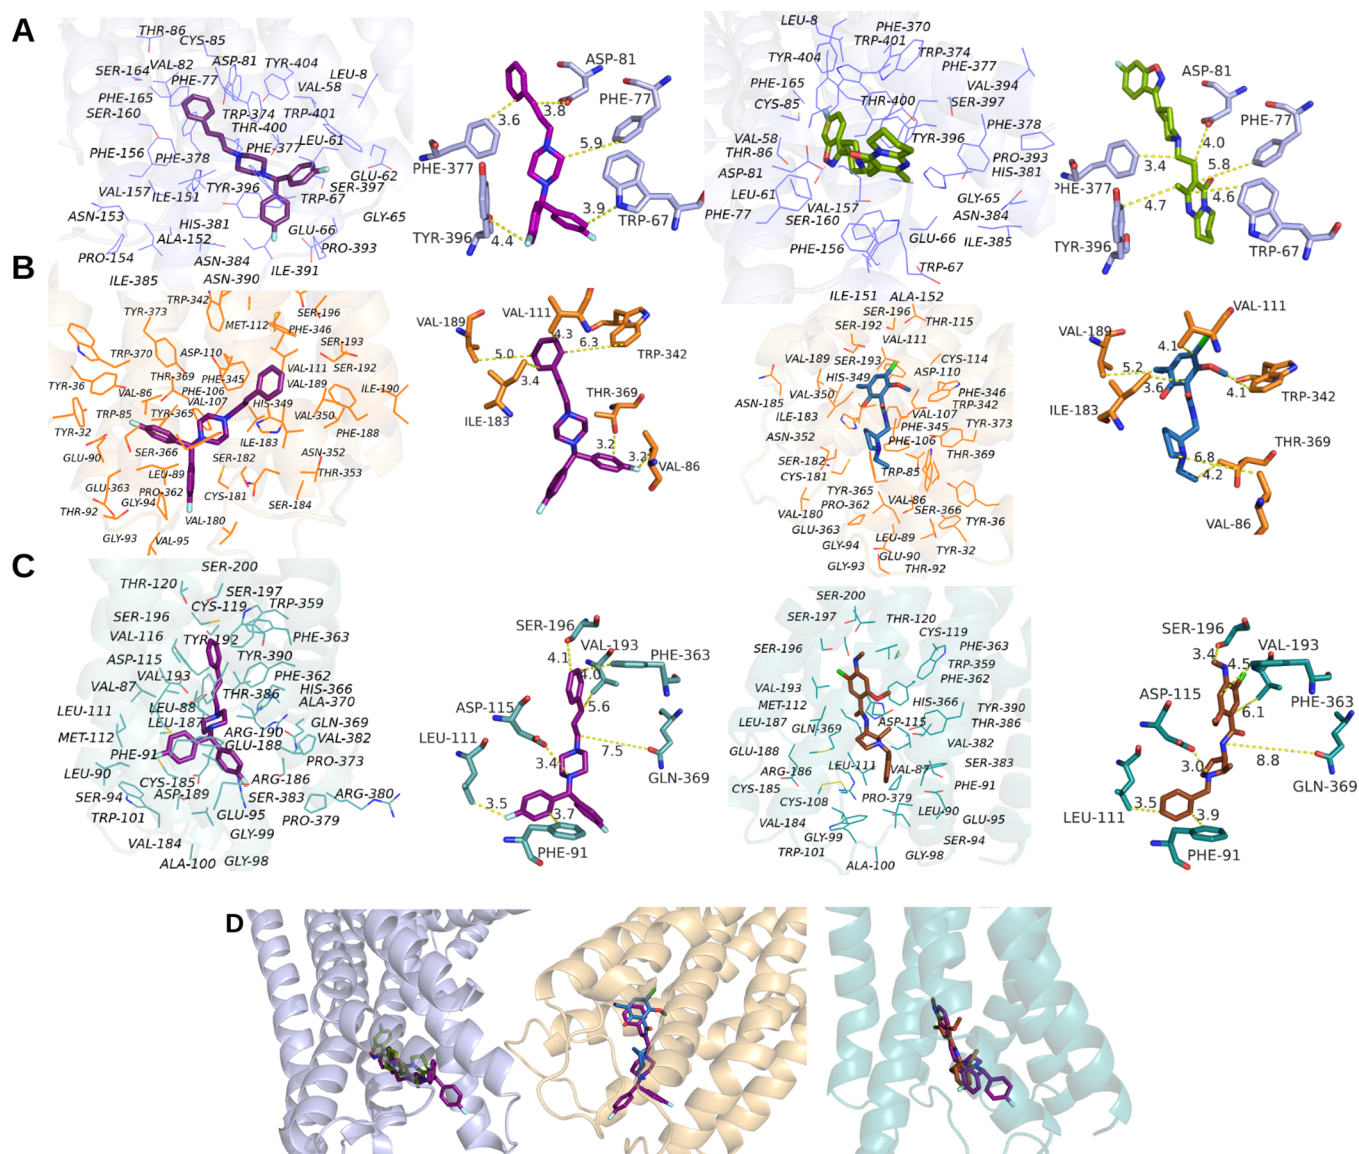 A
THR-86
CYS-85
VAL-82
ASP-81
TYR-404
SER-164
PHE-77
LEU-8
VAL-58
PHE-165
TRP-374
TRP-401
SER-160
THR-400
LEU-61
PHE-156
PHE-378
PHE-377
GLU-62
VAL-157
TYR-396
SER-397
ILE-151
TRP-67
ASN-153
HIS-381
GLY-65
ALA-152
GLU-66
PRO-154
ASN-384
PRO-393
ILE-385
ASN-390
ILE-391
ASP-81
PHE-77
3.6
3.8
5.9
PHE-377
3.9
TRP-67
TYR-396
4.4
LEU-8
PHE-370
TRP-401
TYR-404
TRP-374
PHE-377
PHE-165
VAL-394
CYS-85
THR-400
SER-397
VAL-58
TYR-396
PHE-378
THR-86
PRO-393
ASP-81
HIS-381
LEU-61
VAL-157
GLY-65
PHE-77
SER-160
ASN-384
GLU-66
ILE-385
PHE-156
TRP-67
ILE-151
ALA-152
ASP-81
PHE-77
4.0
3.4
5.8
PHE-377
4.6
4.7
TYR-396
TRP-67
B
TRP-342
TYR-373
SER-196
MET-112
PHE-346
TRP-370
ASP-110
SER-193
THR-369
PHE-345
VAL-111
SER-192
TYR-36
VAL-86
PHE-106
VAL-189
ILE-190
VAL-107
HIS-349
TRP-85
TYR-365
VAL-350
TYR-32
ILE-183
PHE-188
GLU-90
SER-366
SER-182
ASN-352
LEU-89
THR-353
GLU-363
PRO-362
CYS-181
GLY-94
SER-184
THR-92
VAL-180
GLY-93
VAL-95
VAL-111
VAL-189
4.3
6.3
5.0
TRP-342
3.4
THR-369
ILE-183
3.2
3.2
VAL-86
SER-196
SER-192
THR-115
VAL-111
VAL-189
SER-193
CYS-114
HIS-349
ASP-110
ASN-185
VAL-350
PHE-346
ILE-183
TRP-342
VAL-107
TYR-373
PHE-345
ASN-352
PHE-106
THR-369
SER-182
TRP-85
CYS-181
TYR-365
VAL-86
PRO-362
SER-366
VAL-180
TYR-36
GLU-363
LEU-89
GLY-94
TYR-32
GLU-90
GLY-93
THR-92
VAL-111
VAL-189
4.1
5.2
3.6
4.1
ILE-183
TRP-342
THR-369
6.8
4.2
VAL-86
C
SER-200
THR-120
SER-197
CYS-119
TRP-359
SER-196
VAL-116
TYR-192
PHE-363
ASP-115
TYR-390
VAL-193
PHE-362
VAL-87
THR-386
HIS-366
LEU-88
ALA-370
LEU-111
LEU-187
GLN-369
MET-112
ARG-190
VAL-382
PHE-91
GLU-188
PRO-373
LEU-90
CYS-185
ARG-186
SER-94
ASP-189
SER-383
ARG-380
TRP-101
GLU-95
PRO-379
VAL-184
GLY-99
ALA-100
GLY-98
SER-196
VAL-193
4.1
PHE-363
4.0
ASP-115
5.6
LEU-111
7.5
3.4
GLN-369
3.5
3.7
PHE-91
SER-200
SER-197
THR-120
CYS-119
SER-196
PHE-363
TRP-359
PHE-362
VAL-193
HIS-366
MET-112
TYR-390
LEU-187
ASP-115
THR-386
GLN-369
GLU-188
VAL-382
ARG-186
LEU-111
VAL-87
SER-383
CYS-185
PHE-91
CYS-108
PRO-379
LEU-90
VAL-184
GLU-95
GLY-99
SER-94
TRP-101
GLY-98
ALA-100
SER-196
VAL-193
3.4
4.5
ASP-115
PHE-363
6.1
8.8
3.0
GLN-369
3.5
LEU-111
3.9
PHE-91
D